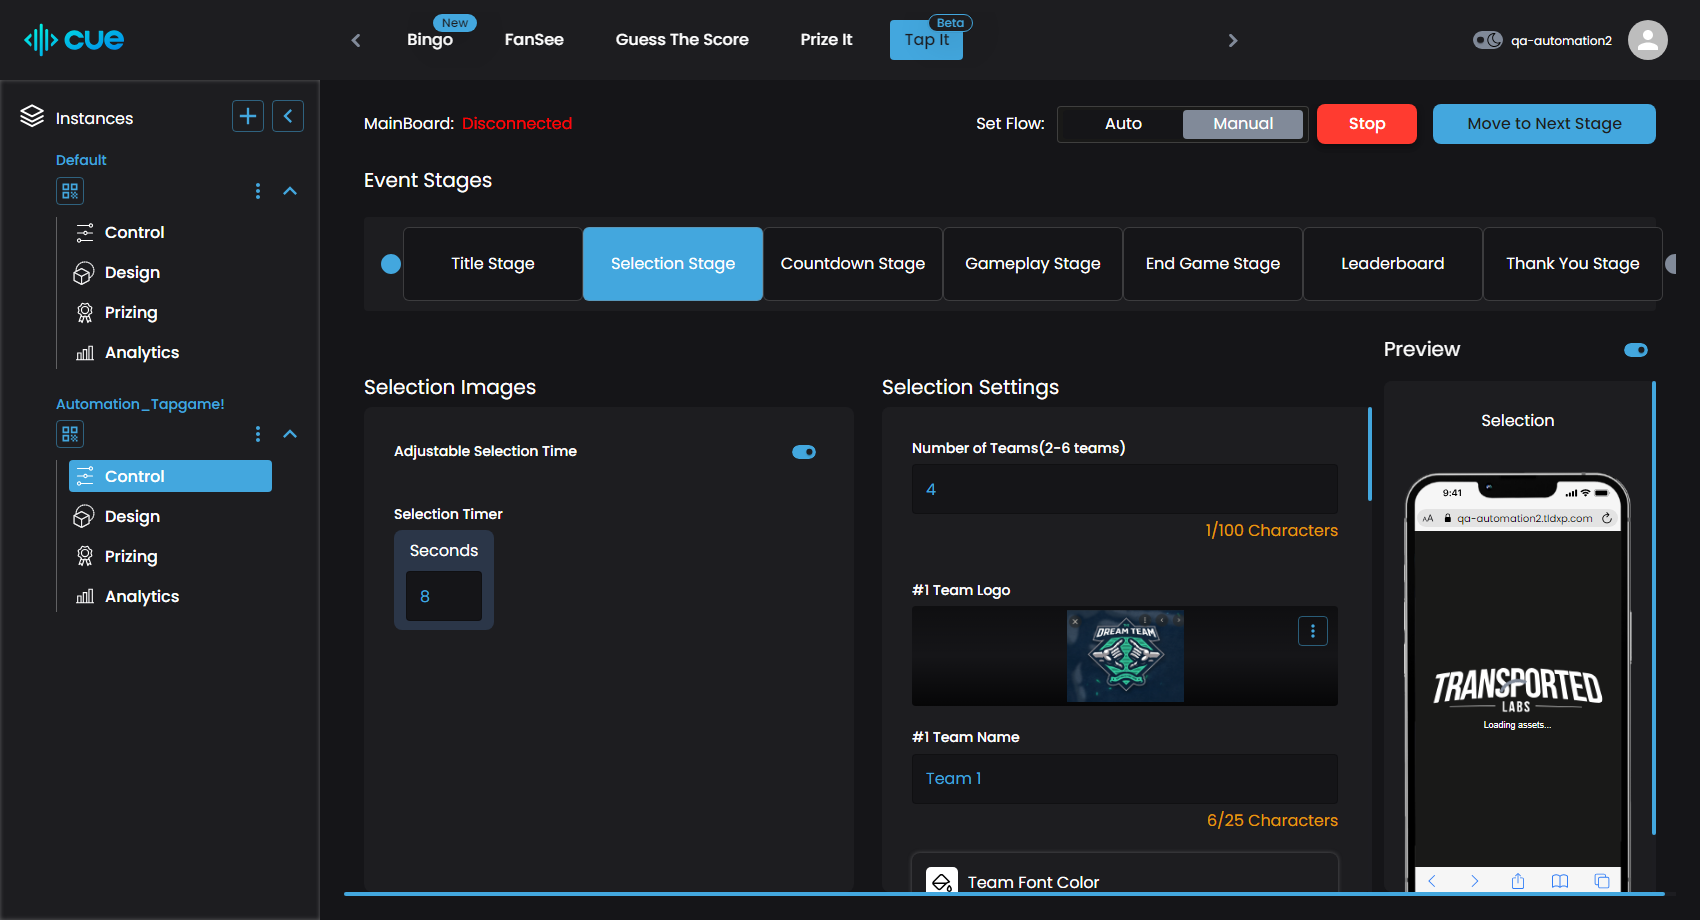 cue
Bingo
New
FanSee
Guess The Score
Prize It
Tap It
Beta
qa-automation2
Instances
Default
Control
Design
Prizing
Analytics
Automation_Tapgame!
Control
Design
Prizing
Analytics
MainBoard: Disconnected
Set Flow:
Auto
Manual
Stop
Move to Next Stage
Event Stages
Title Stage
Selection Stage
Countdown Stage
Gameplay Stage
End Game Stage
Leaderboard
Thank You Stage
Selection Images
Adjustable Selection Time
Selection Timer
Seconds
8
Selection Settings
Number of Teams(2-6 teams)
4
1/100 Characters
#1 Team Logo
DREAM TEAM
#1 Team Name
Team 1
6/25 Characters
Team Font Color
Preview
Selection
9:41
AA
qa-automation2.tldxp.com
TRANSPORTED
LABS
Loading assets...